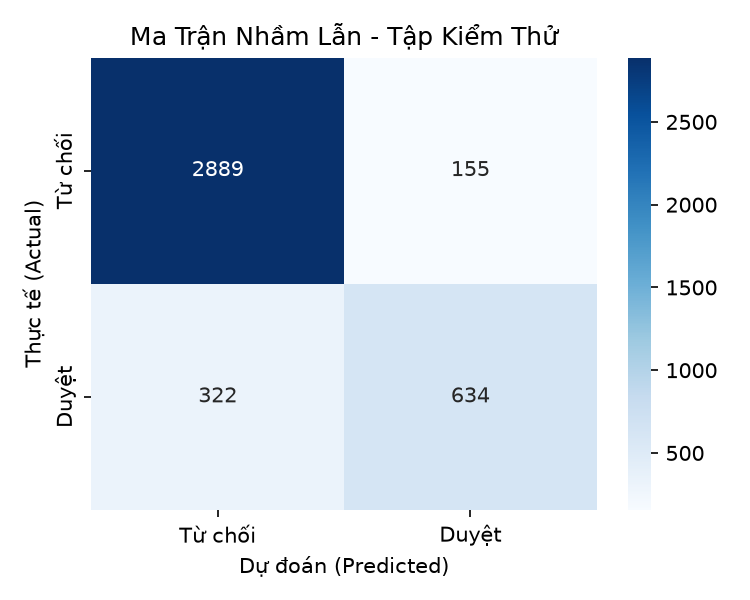 Ma Trận Nhầm Lẫn - Tập Kiểm Thử
Thực tế (Actual)
Từ chối
2889
155
2500
2000
1500
1000
500
Duyệt
322
634
Từ chối
Duyệt
Dự đoán (Predicted)